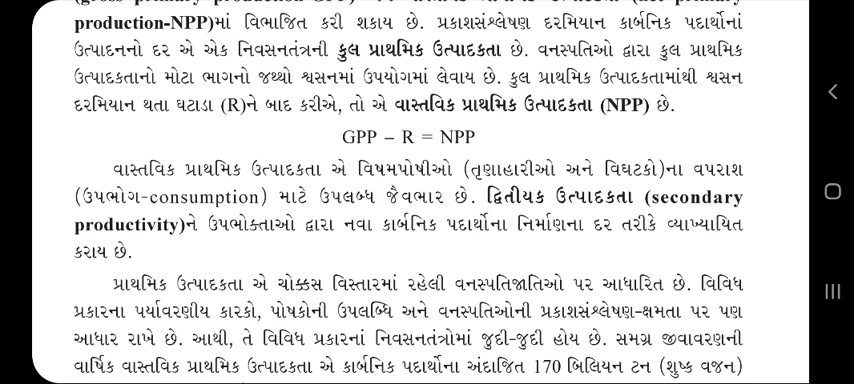 production-NPP)માં વિભાજિત કરી શકાય છે. પ્રકાશસંશ્લેષણ દરમિયાન કાર્બનિક પદાર્થોનાં
ઉત્પાદનનો દર એ એક નિવસનતંત્રની કુલ પ્રાથમિક ઉત્પાદકતા છે. વનસ્પતિઓ દ્વારા કુલ પ્રાથમિક
ઉત્પાદકતાનો મોટા ભાગનો જથ્થો શ્વસનમાં ઉપયોગમાં લેવાય છે. કુલ પ્રાથમિક ઉત્પાદકતામાંથી શ્વસન
દરમિયાન થતા ઘટાડા (R)ને બાદ કરીએ, તો એ વાસ્તવિક પ્રાથમિક ઉત્પાદકતા (NPP) છે.
GPP – R = NPP
વાસ્તવિક પ્રાથમિક ઉત્પાદકતા એ વિષમપોષીઓ (તૃણાહારીઓ અને વિઘટકો)ના વપરાશ
(ઉપભોગ-consumption) માટે ઉપલબ્ધ જૈવભાર છે. દ્વિતીયક ઉત્પાદકતા (secondary
productivity)ને ઉપભોક્તાઓ દ્વારા નવા કાર્બનિક પદાર્થોના નિર્માણના દર તરીકે વ્યાખ્યાયિત
કરાય છે.
પ્રાથમિક ઉત્પાદકતા એ ચોક્કસ વિસ્તારમાં રહેલી વનસ્પતિજાતિઓ પર આધારિત છે. વિવિધ
પ્રકારના પર્યાવરણીય કારકો, પોષકોની ઉપલબ્ધિ અને વનસ્પતિઓની પ્રકાશસંશ્લેષણ-ક્ષમતા પર પણ
આધાર રાખે છે. આથી, તે વિવિધ પ્રકારનાં નિવસનતંત્રોમાં જુદી-જુદી હોય છે. સમગ્ર જીવાવરણની
વાર્ષિક વાસ્તવિક પ્રાથમિક ઉત્પાદકતા એ કાર્બનિક પદાર્થોના અંદાજિત 170 બિલિયન ટન (શુષ્ક વજન)